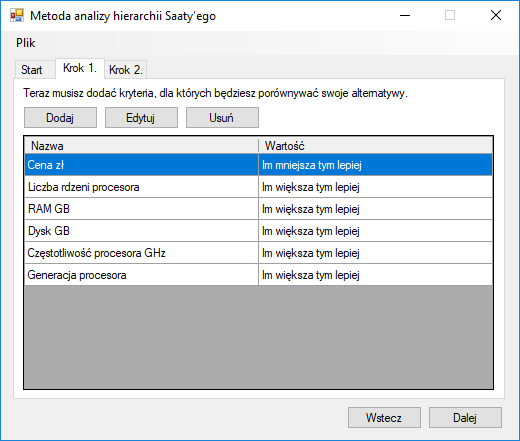 Metoda analizy hierarchii Saaty'ego
Plik
Start Krok 1. Krok 2.
Teraz musisz dodać kryteria, dla których będziesz porównywać swoje alternatywy.
Dodaj Edytuj Usuń
Nazwa Wartość
Cena zł Im mniejsza tym lepiej
Liczba rdzeni procesora Im większa tym lepiej
RAM GB Im większa tym lepiej
Dysk GB Im większa tym lepiej
Częstotliwość procesora GHz Im większa tym lepiej
Generacja procesora Im większa tym lepiej
Wstecz Dalej